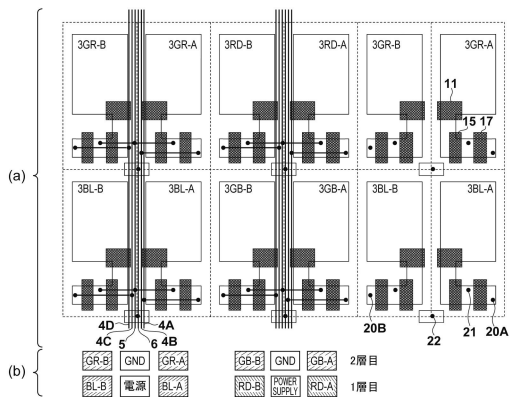 (a)
3GR-B 3GR-A 3RD-B 3RD-A 3GR-B 3GR-A
11
15 17
3BL-B 3BL-A 3GB-B 3GB-A 3BL-B 3BL-A
4D 4A
4C 5 6 4B
20B 22 21 20A
(b)
GR-B GND GR-A GB-B GND GB-A 2層目
BL-B 電源 BL-A RD-B POWER SUPPLY RD-A 1層目